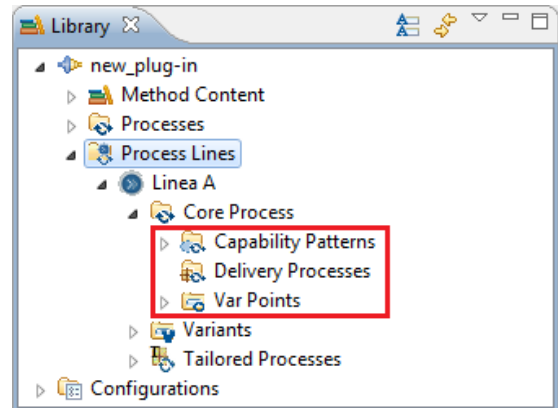 Library
new_plug-in
Method Content
Processes
Process Lines
Linea A
Core Process
Capability Patterns
Delivery Processes
Var Points
Variants
Tailored Processes
Configurations